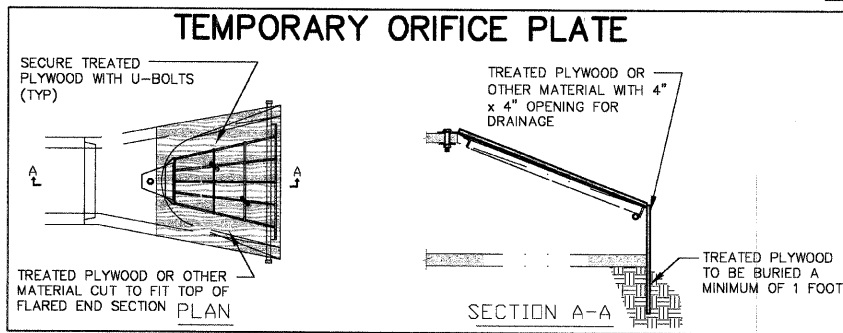 TEMPORARY ORIFICE PLATE
SECURE TREATED
PLYWOOD WITH U-BOLTS
(TYP)
A
A
TREATED PLYWOOD OR OTHER
MATERIAL CUT TO FIT TOP OF
FLARED END SECTION
PLAN
TREATED PLYWOOD OR
OTHER MATERIAL WITH 4"
x 4" OPENING FOR
DRAINAGE
TREATED PLYWOOD
TO BE BURIED A
MINIMUM OF 1 FOOT
SECTION A-A